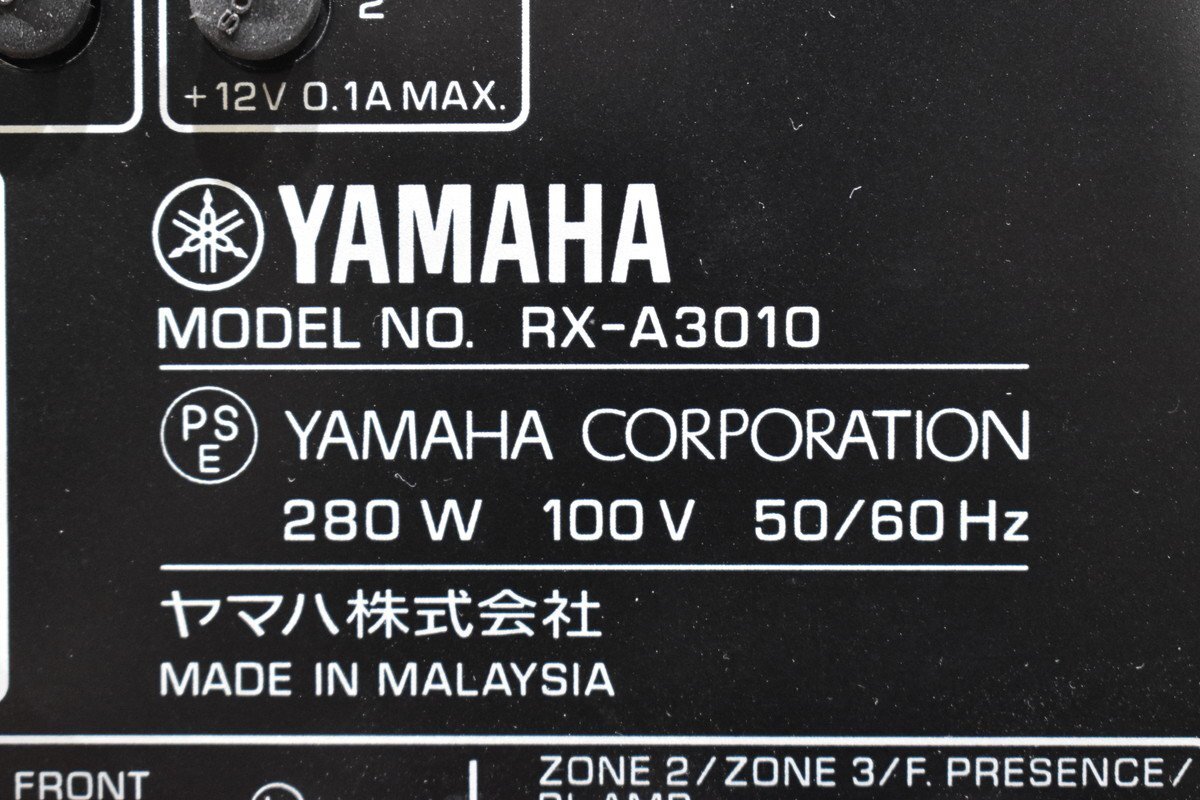 2
+12V 0.1A MAX.
YAMAHA
MODEL NO. RX-A3010
PSE YAMAHA CORPORATION
280 W 100 V 50/60 Hz
ヤマハ株式会社
MADE IN MALAYSIA
FRONT
ZONE 2/ZONE 3/F. PRESENCE/